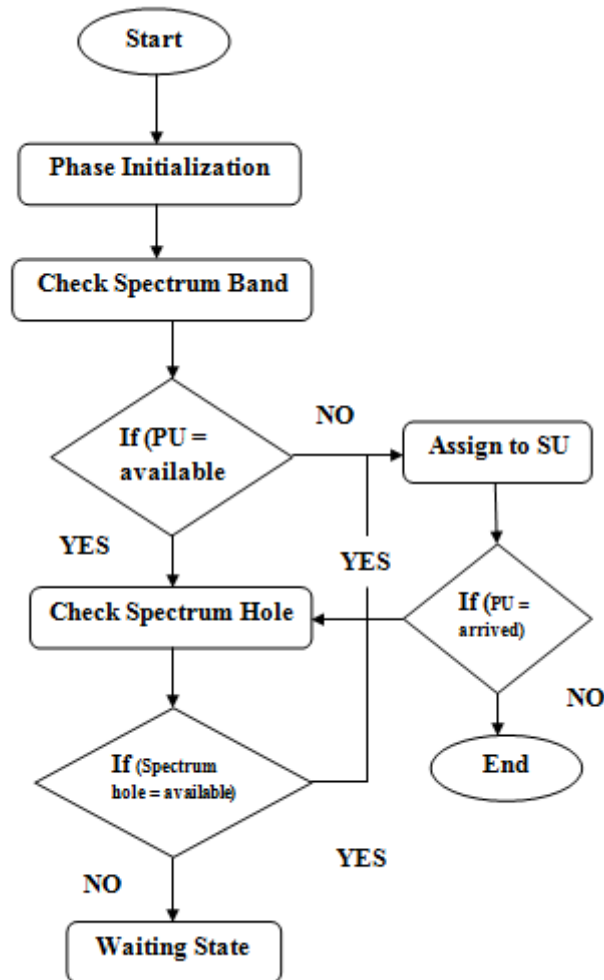 Start
Phase Initialization
Check Spectrum Band
If (PU =
available
NO
Assign to SU
YES
YES
Check Spectrum Hole
If (PU =
arrived)
NO
If (Spectrum
hole = available)
End
YES
NO
Waiting State